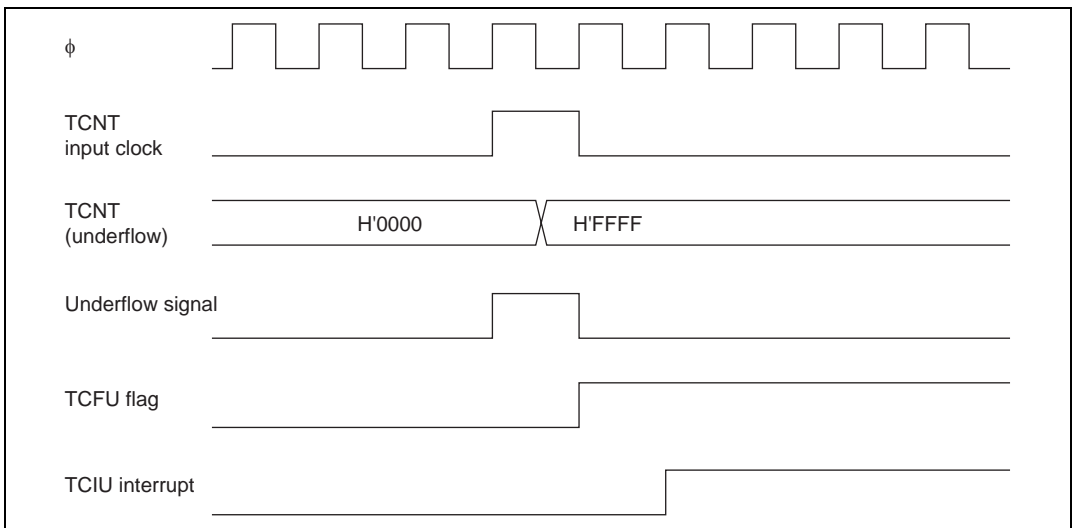 ϕ
TCNT
input clock
TCNT
(underflow)
H'0000
H'FFFF
Underflow signal
TCFU flag
TCIU interrupt